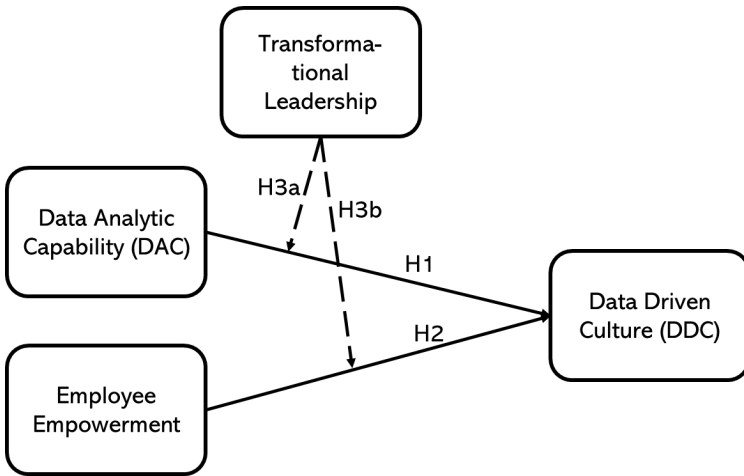 Transforma-
tional
Leadership
H3a
H3b
Data Analytic
Capability (DAC)
H1
Data Driven
Culture (DDC)
H2
Employee
Empowerment